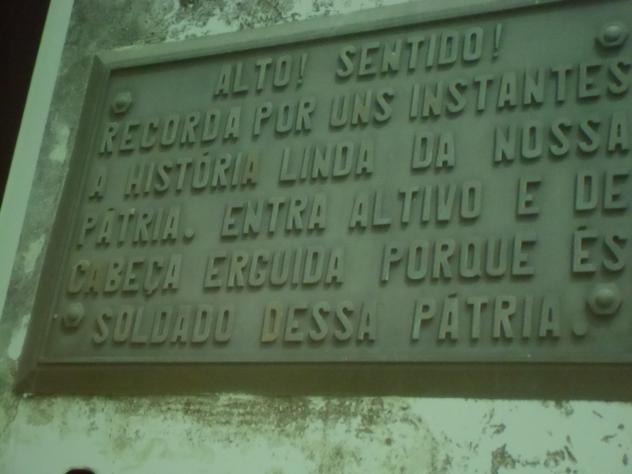 ALTO! SENTIDO!
RECORDA POR UNS INSTANTES
A HISTÓRIA LINDA DA NOSSA
PÁTRIA. ENTRA ALTIVO E DE
CABEÇA ERGUIDA PORQUE ÉS
SOLDADO DESSA PÁTRIA.